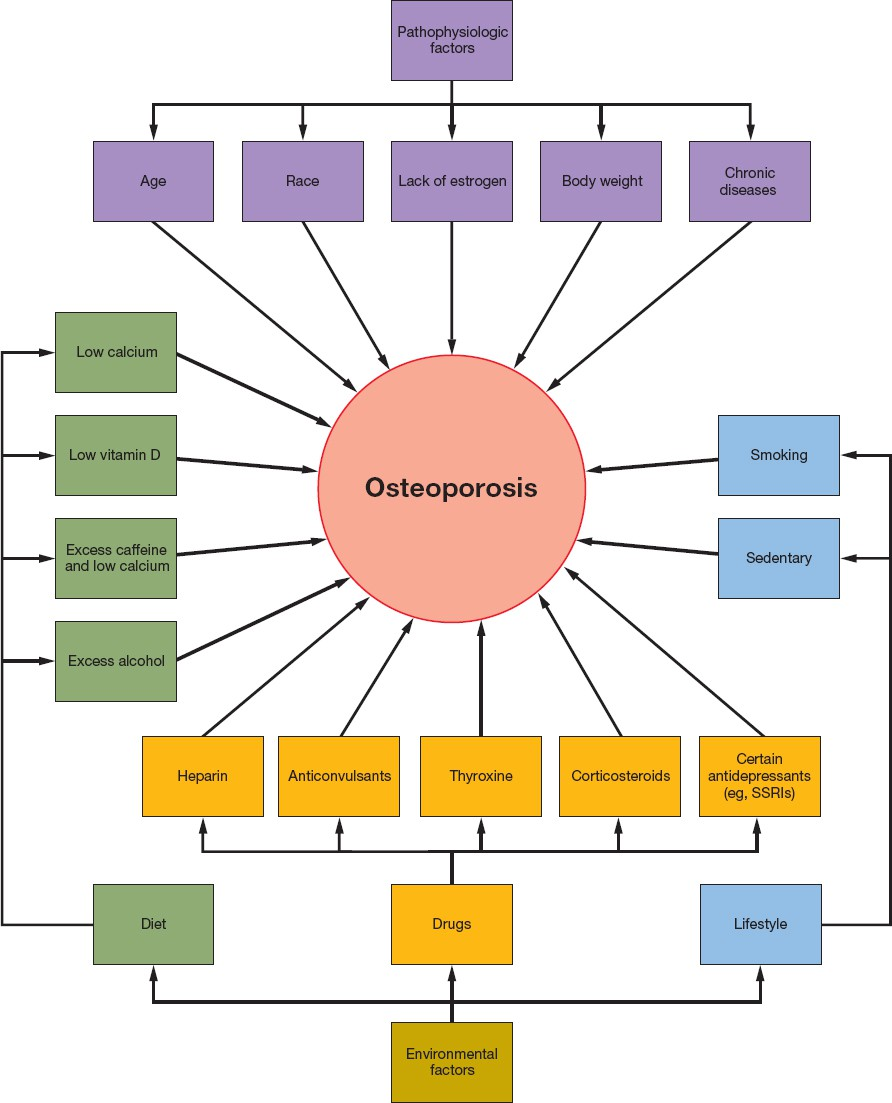 Pathophysiologic
factors
Age
Race
Lack of estrogen
Body weight
Chronic
diseases
Low calcium
Low vitamin D
Excess caffeine
and low calcium
Excess alcohol
Osteoporosis
Smoking
Sedentary
Heparin
Anticonvulsants
Thyroxine
Corticosteroids
Certain
antidepressants
(eg, SSRIs)
Diet
Drugs
Lifestyle
Environmental
factors